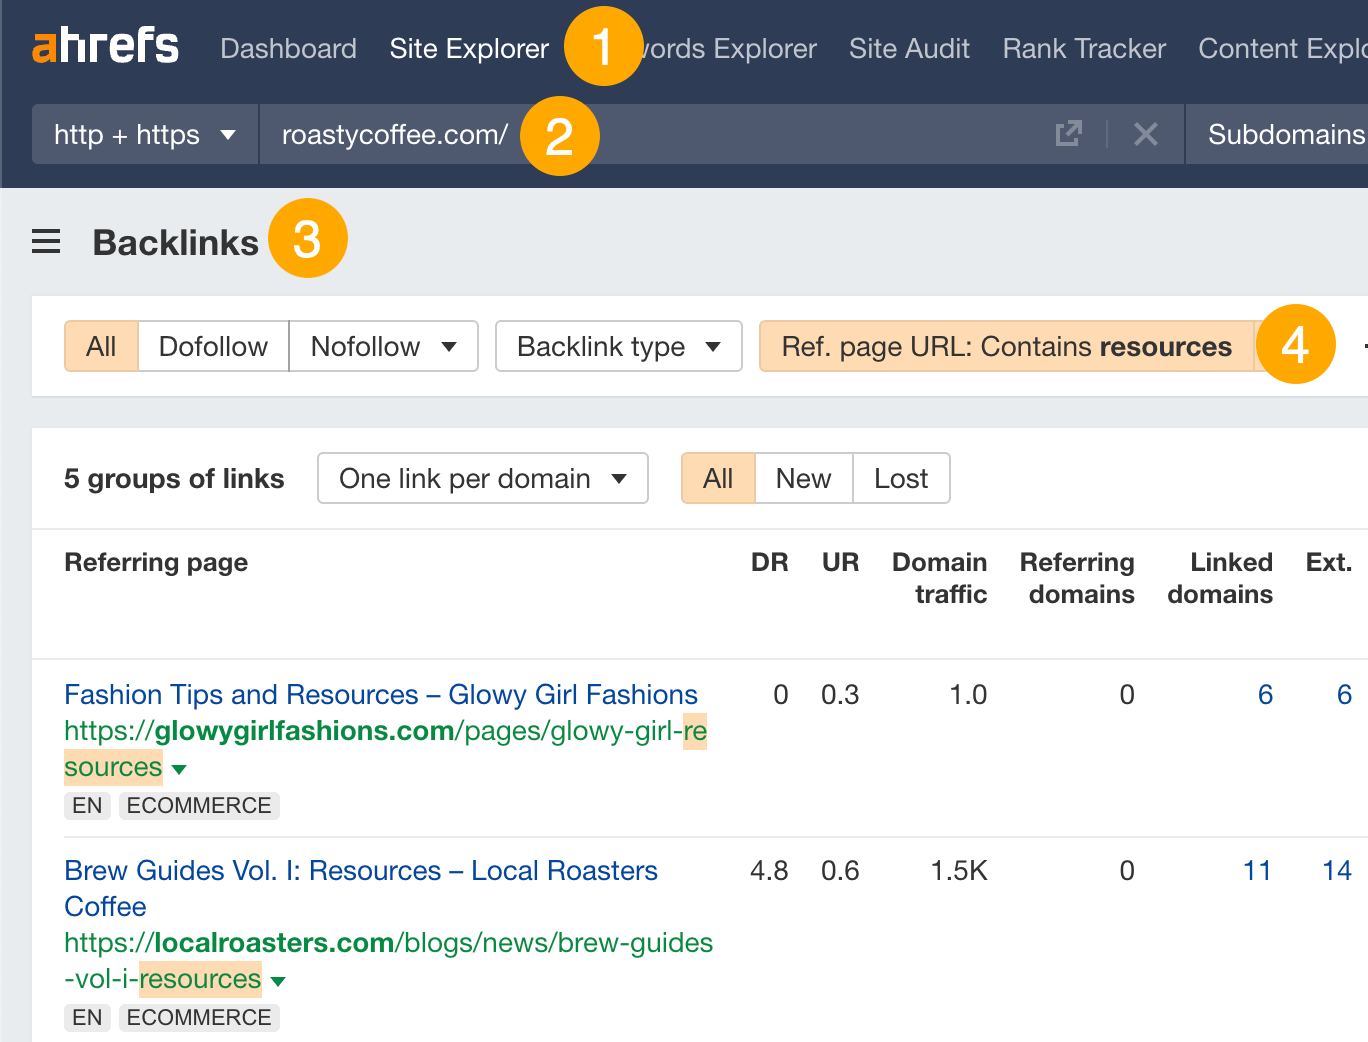 ahrefs Dashboard Site Explorer 1 words Explorer Site Audit Rank Tracker Content Explo
http + https roastycoffee.com/ 2 Subdomains
Backlinks 3
All Dofollow Nofollow Backlink type Ref. page URL: Contains resources 4
5 groups of links One link per domain All New Lost
Referring page DR UR Domain Referring Linked Ext.
traffic domains domains
Fashion Tips and Resources – Glowy Girl Fashions 0 0.3 1.0 0 6 6
https://glowygirlfashions.com/pages/glowy-girl-re
sources
EN ECOMMERCE
Brew Guides Vol. I: Resources – Local Roasters 4.8 0.6 1.5K 0 11 14
Coffee
https://localroasters.com/blogs/news/brew-guides
-vol-i-resources
EN ECOMMERCE